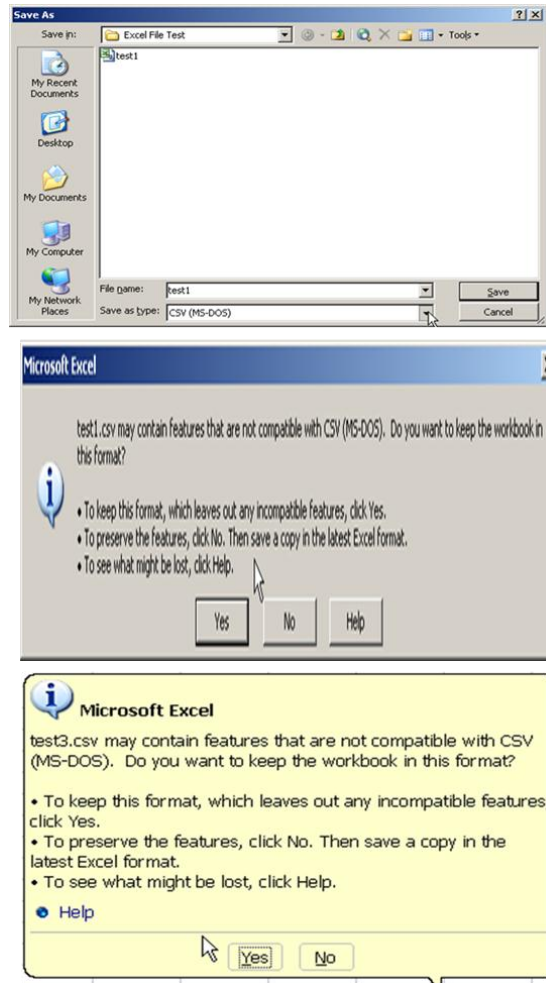 Save As
Save in:
Excel File Test
Tools
test1
My Recent
Documents
Desktop
My Documents
My Computer
My Network
Places
File name:
test1
Save
Save as type:
CSV (MS-DOS)
Cancel
Microsoft Excel
test1.csv may contain features that are not compatible with CSV (MS-DOS). Do you want to keep the workbook in
this format?
• To keep this format, which leaves out any incompatible features, click Yes.
• To preserve the features, click No. Then save a copy in the latest Excel format.
• To see what might be lost, click Help.
Yes
No
Help
Microsoft Excel
test3.csv may contain features that are not compatible with CSV
(MS-DOS). Do you want to keep the workbook in this format?
• To keep this format, which leaves out any incompatible features
click Yes.
• To preserve the features, click No. Then save a copy in the
latest Excel format.
• To see what might be lost, click Help.
Help
Yes
No